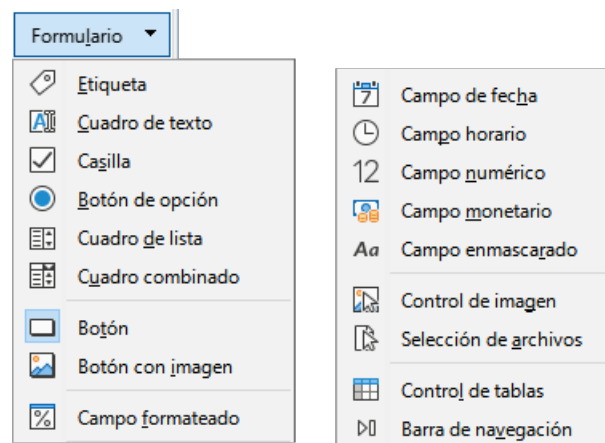 Formulario
Etiqueta
Cuadro de texto
Casilla
Botón de opción
Cuadro de lista
Cuadro combinado
Botón
Botón con imagen
Campo formateado
7
Campo de fecha
Campo horario
12
Campo numérico
Campo monetario
Aa
Campo enmascarado
Control de imagen
Selección de archivos
Control de tablas
Barra de navegación